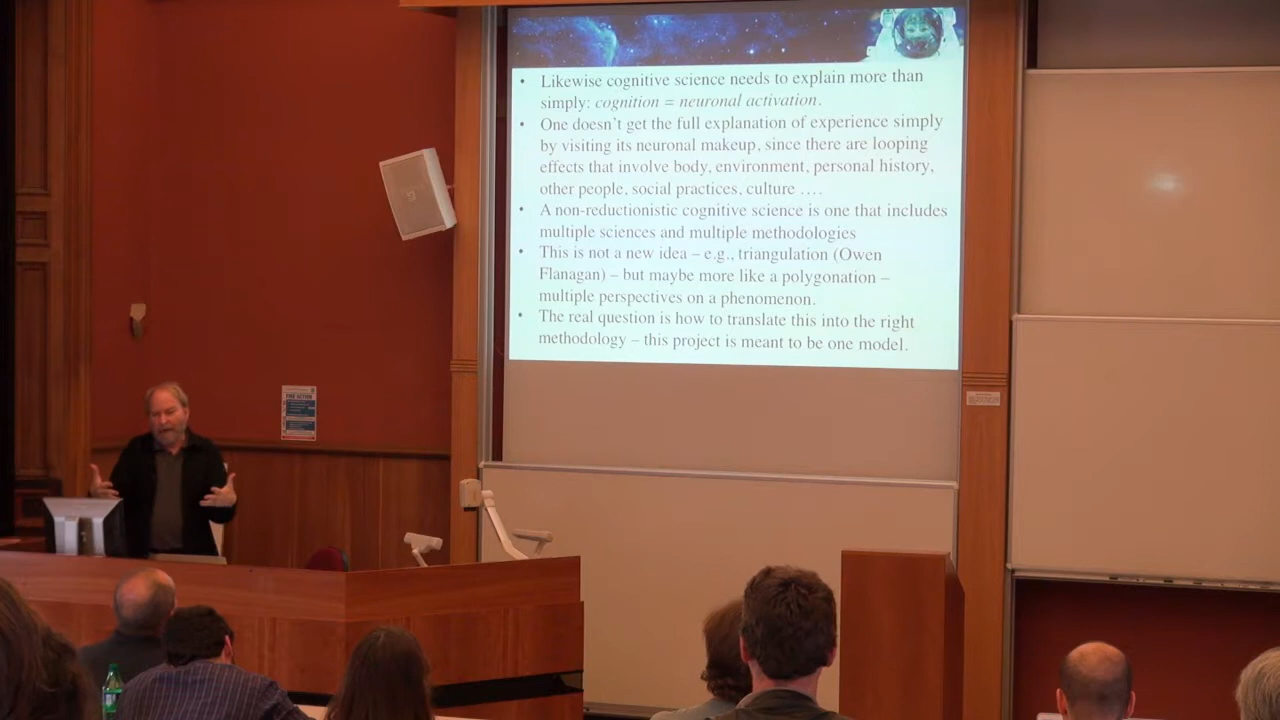 • Likewise cognitive science needs to explain more than
simply: cognition = neuronal activation.
• One doesn't get the full explanation of experience simply
by visiting its neuronal makeup, since there are looping
effects that involve body, environment, personal history,
other people, social practices, culture ….
• A non-reductionistic cognitive science is one that includes
multiple sciences and multiple methodologies
• This is not a new idea – e.g., triangulation (Owen
Flanagan) – but maybe more like a polygonation –
multiple perspectives on a phenomenon.
• The real question is how to translate this into the right
methodology – this project is meant to be one model.
FIRE ACTION